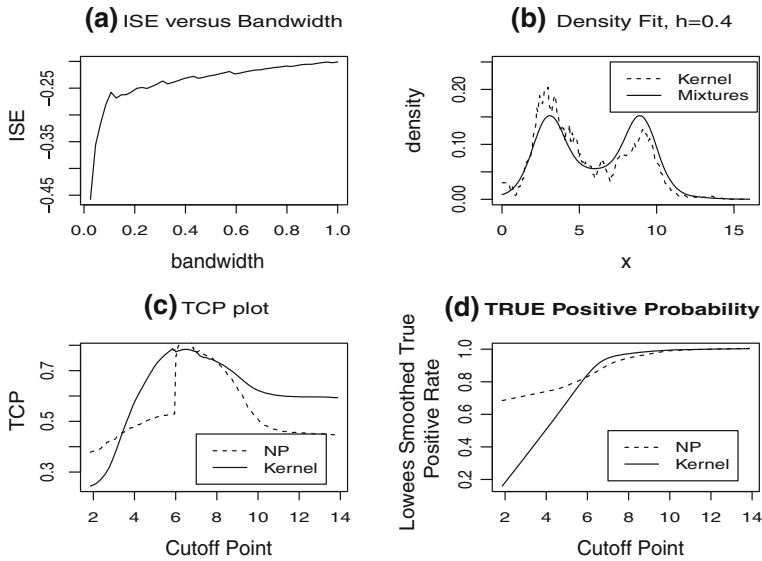 (a) ISE versus Bandwidth
ISE
-0.45 -0.35 -0.25
0.0 0.2 0.4 0.6 0.8 1.0
bandwidth
(b) Density Fit, h=0.4
density
0.00 0.10 0.20
Kernel
Mixtures
0 5 10 15
x
(c) TCP plot
TCP
0.3 0.5 0.7
NP
Kernel
2 4 6 8 10 12 14
Cutoff Point
(d) TRUE Positive Probability
Lowees Smoothed True
Positive Rate
0.2 0.4 0.6 0.8 1.0
NP
Kernel
2 4 6 8 10 12 14
Cutoff Point